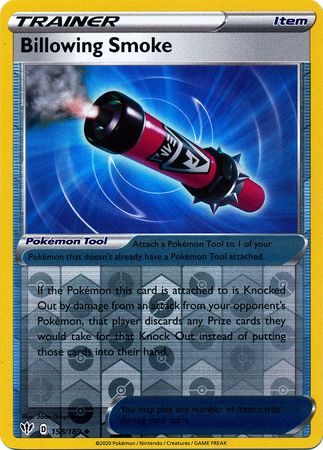 TRAINER Item
Billowing Smoke
Pokémon Tool
Attach a Pokémon Tool to 1 of your
Pokémon that doesn't already have a Pokémon Tool attached.
If the Pokémon this card is attached to is Knocked
Out by damage from an attack from your opponent's
Pokémon, that player discards any Prize cards they
would take for that Knock Out instead of putting
those cards into their hand.
Illus.
D 158/189
You may play any number of Item cards
during your turn.
©2020 Pokémon / Nintendo / Creatures / GAME FREAK